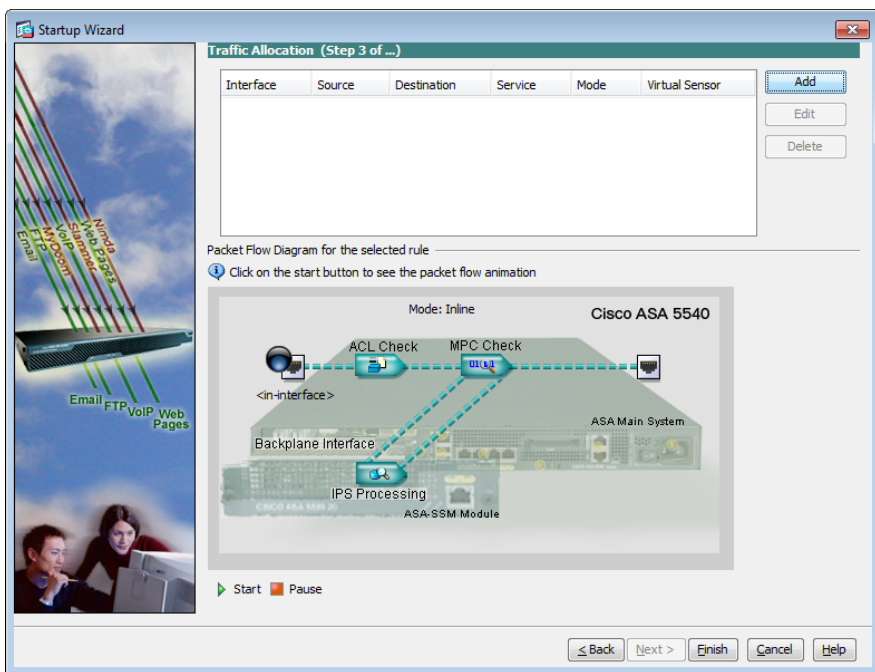 Startup Wizard
Traffic Allocation (Step 3 of ...)
Interface Source Destination Service Mode Virtual Sensor
Add
Edit
Delete
Nimda
Web Pages
Slammer
VoIP
MyDoom
FTP
Email
Email FTP VoIP Web Pages
Packet Flow Diagram for the selected rule
Click on the start button to see the packet flow animation
Mode: Inline
Cisco ASA 5540
ACL Check
MPC Check
<in-interface>
ASA Main System
Backplane Interface
IPS Processing
ASA-SSM Module
Start
Pause
< Back
Next >
Finish
Cancel
Help